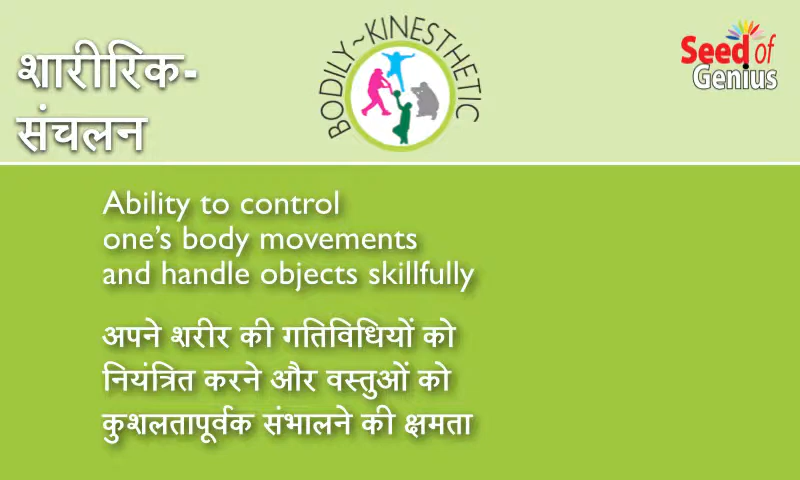 शारीरिक-
संचलन
BODILY~KINESTHETIC
Seed of
Genius
Ability to control
one’s body movements
and handle objects skillfully
अपने शरीर की गतिविधियों को
नियंत्रित करने और वस्तुओं को
कुशलतापूर्वक संभालने की क्षमता